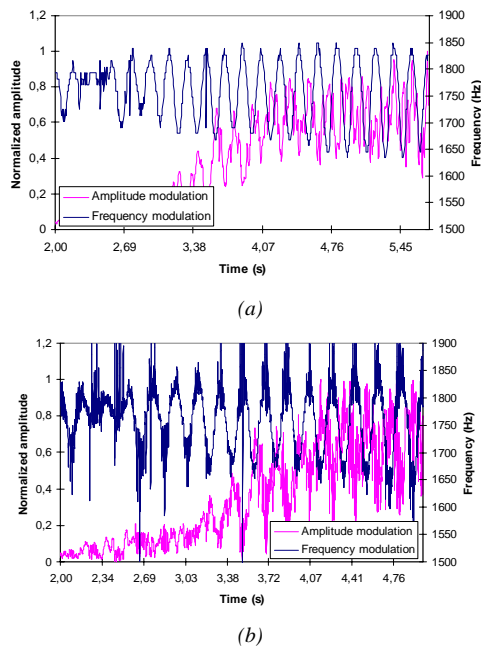 1,2
1
0,8
0,6
0,4
0,2
0
Normalized amplitude
1900
1850
1800
1750
1700
1650
1600
1550
1500
Frequency (Hz)
Amplitude modulation
Frequency modulation
2,00 2,69 3,38 4,07 4,76 5,45
Time (s)
(a)
1,2
1
0,8
0,6
0,4
0,2
0
Normalized amplitude
1900
1850
1800
1750
1700
1650
1600
1550
1500
Frequency (Hz)
Amplitude modulation
Frequency modulation
2,00 2,34 2,69 3,03 3,38 3,72 4,07 4,41 4,76
Time (s)
(b)